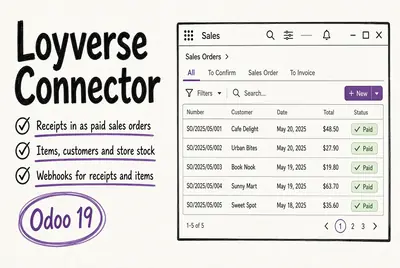 Loyverse
Connector
Receipts in as paid sales orders
Items, customers and store stock
Webhooks for receipts and items
Odoo 19
Sales
Sales Orders >
All To Confirm Sales Order To Invoice
Filters Search... + New
Number Customer Date Total Status
SO/2025/05/001 Cafe Delight May 20, 2025 $48.50 Paid
SO/2025/05/002 Urban Bites May 20, 2025 $27.90 Paid
SO/2025/05/003 Book Nook May 19, 2025 $19.80 Paid
SO/2025/05/004 Sunny Mart May 19, 2025 $63.70 Paid
SO/2025/05/005 Sweet Spot May 18, 2025 $35.60 Paid
1-5 of 5 1 2 3